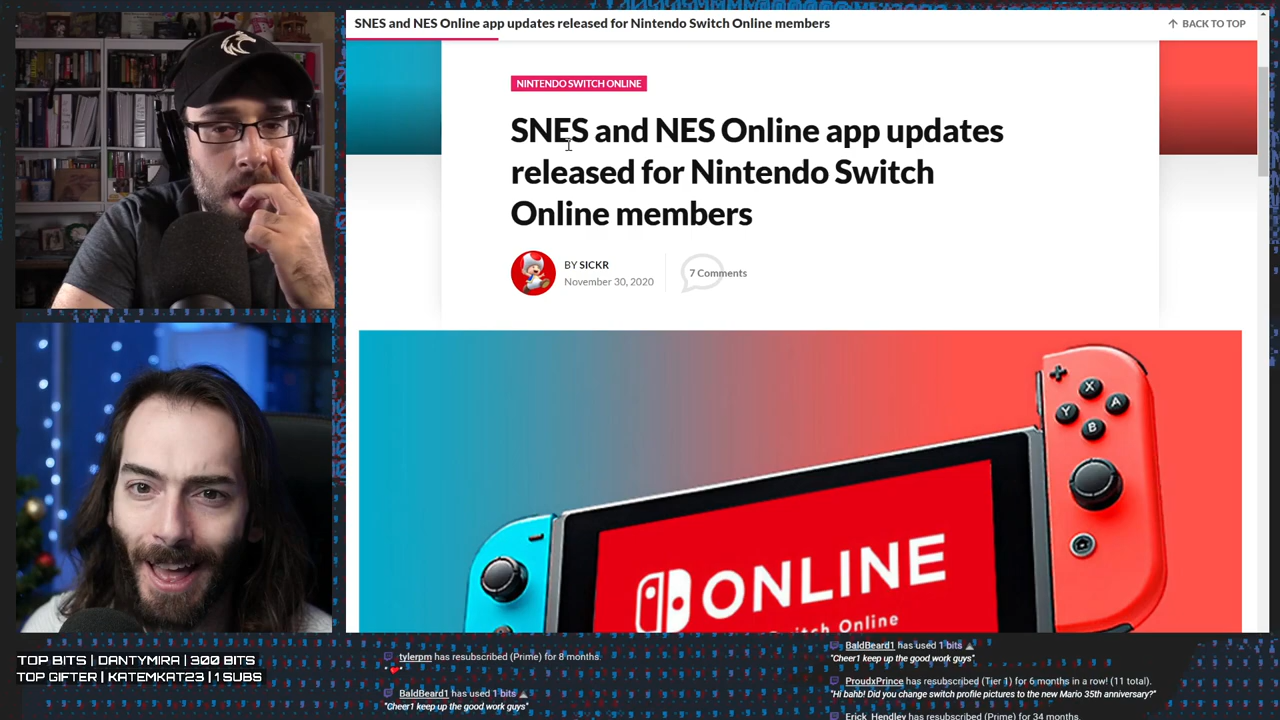 SNES and NES Online app updates released for Nintendo Switch Online members
BACK TO TOP
NINTENDO SWITCH ONLINE
SNES and NES Online app updates
released for Nintendo Switch
Online members
BY SICKR
November 30, 2020
7 Comments
X
Y
A
B
ONLINE
Switch Online
TOP BITS | DANTYMIRA | 300 BITS
TOP GIFTER | KATEMKAT23 | 1 SUBS
tylerpm has resubscribed (Prime) for 8 months.
BaldBeard1 has used 1 bits
"Cheer1 keep up the good work guys"
BaldBeard1 has used 1 bits
"Cheer1 keep up the good work guys"
ProudxPrince has resubscribed (Tier 1) for 6 months in a row! (11 total).
"Hi bahb! Did you change switch profile pictures to the new Mario 35th anniversary?"
Erick_Hendley has resubscribed (Prime) for 34 months.